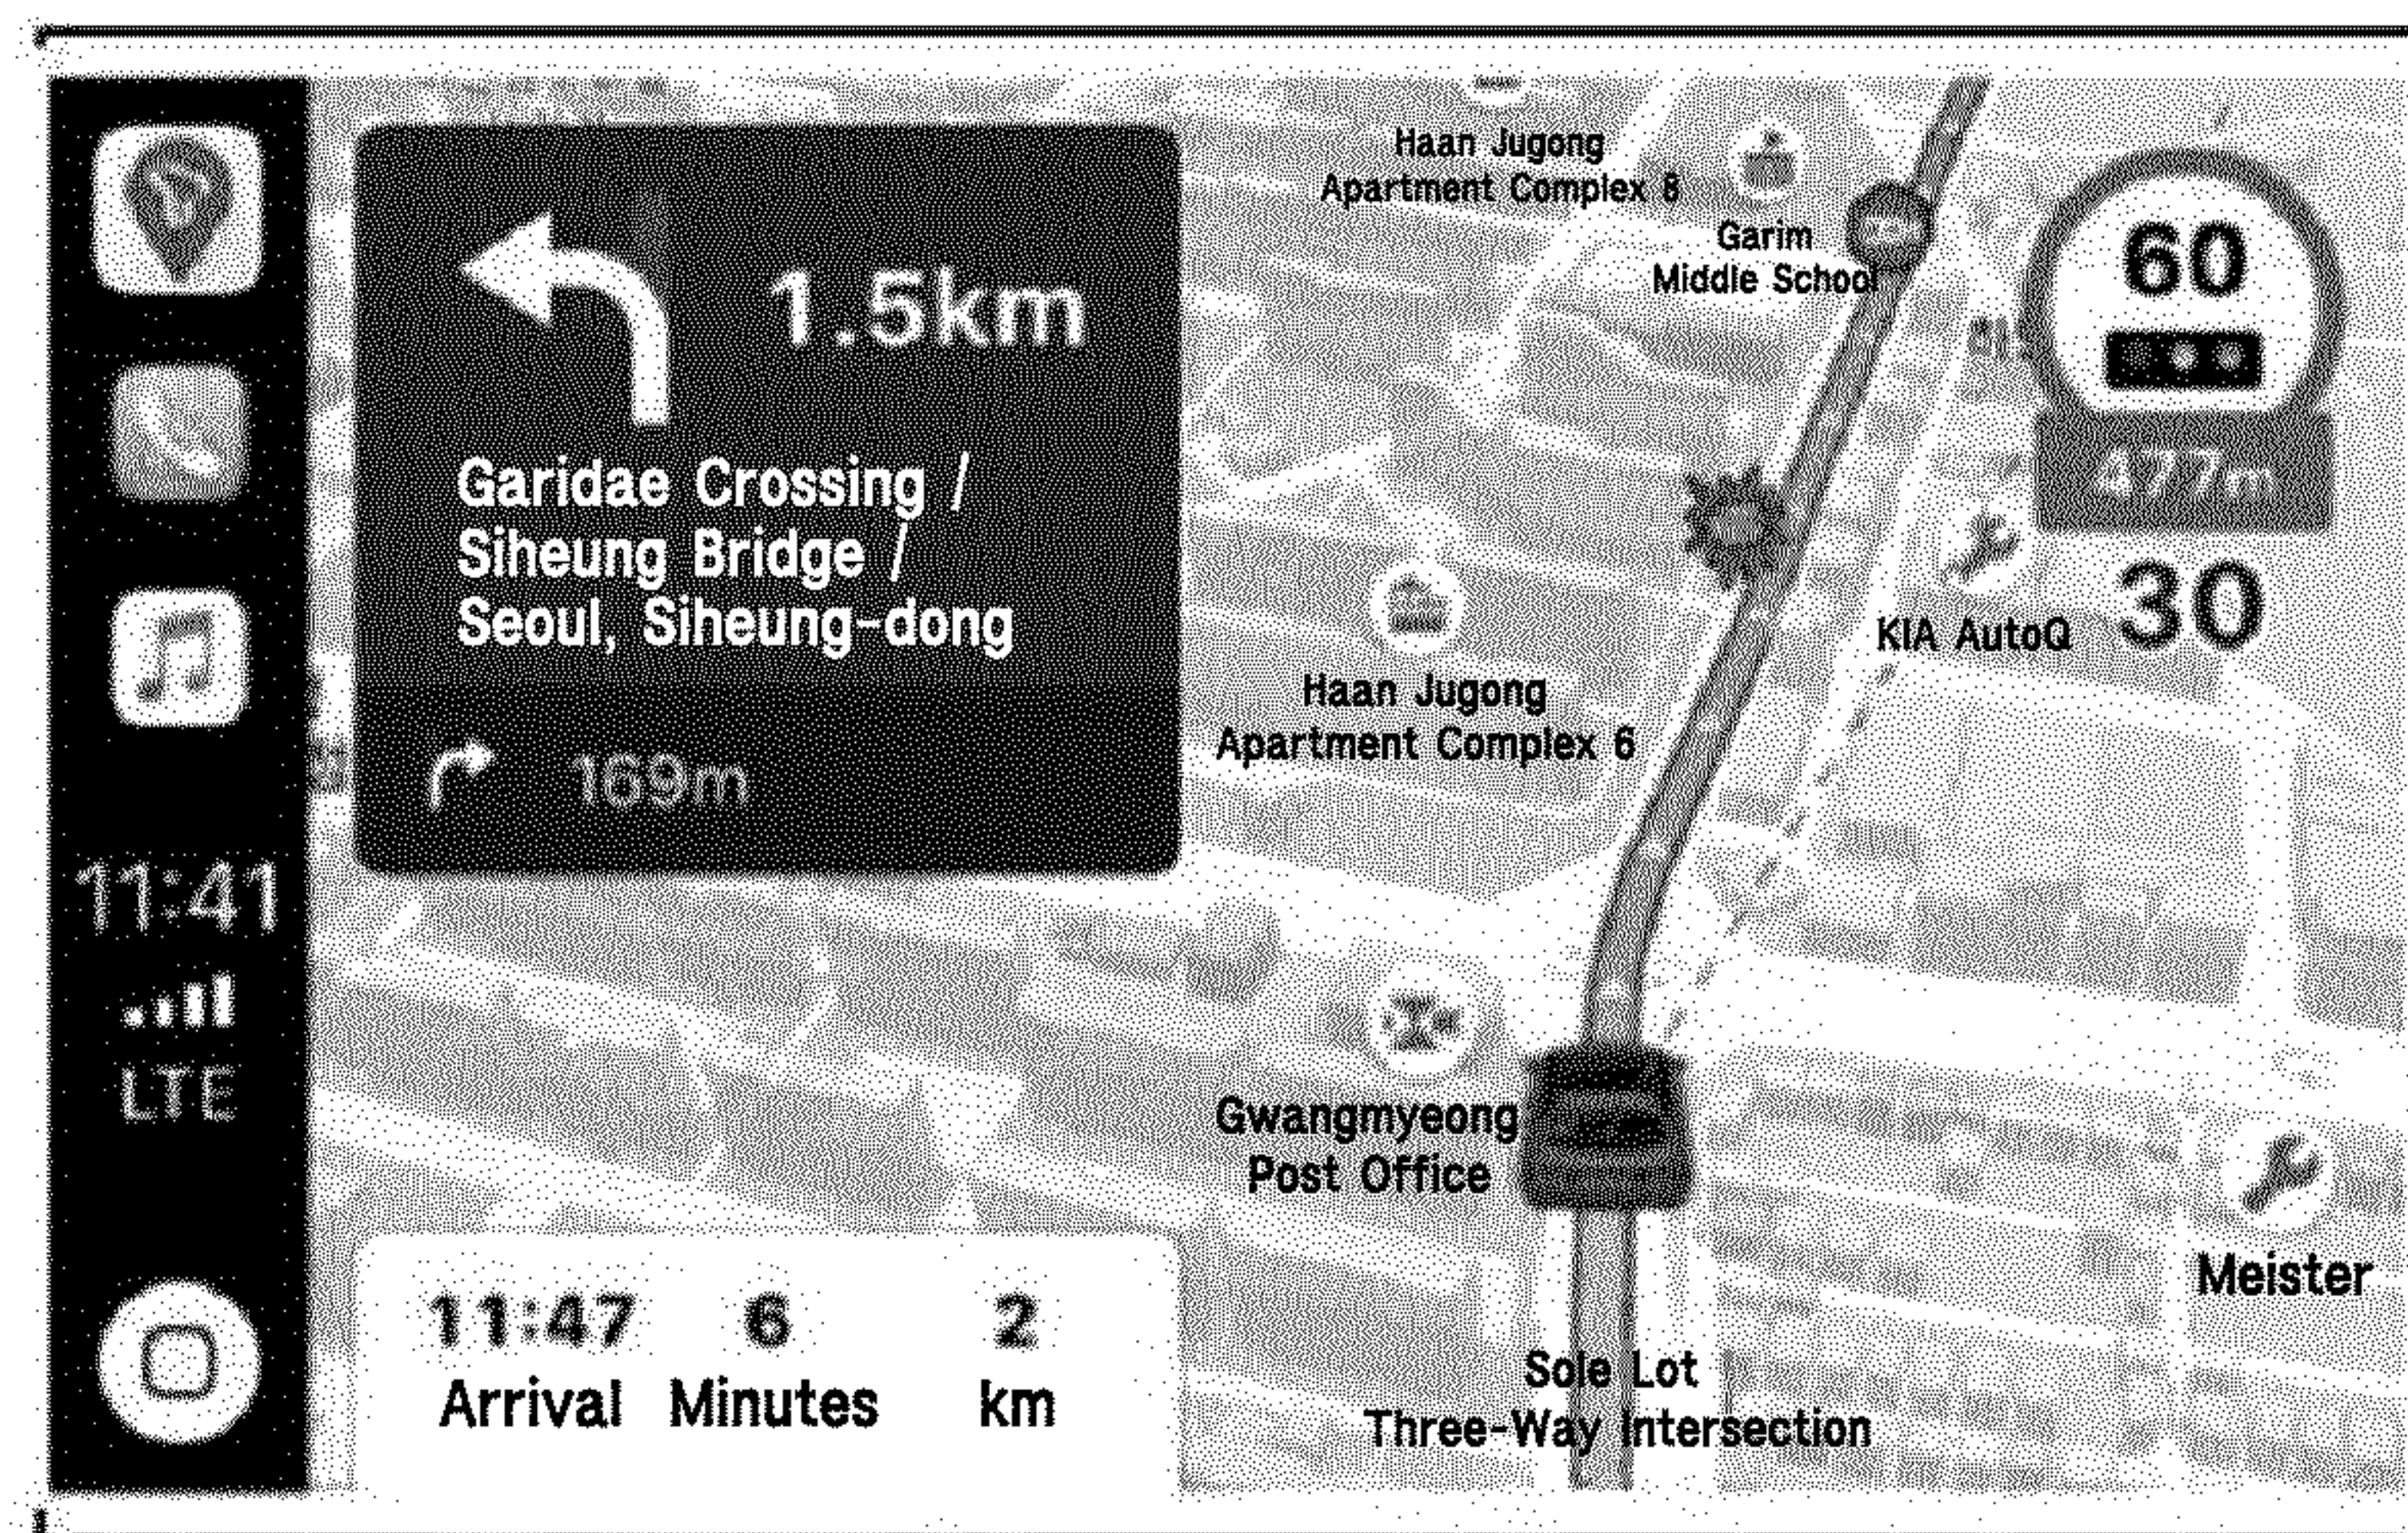 1.5km
Garidae Crossing /
Siheung Bridge /
Seoul, Siheung-dong
169m
11:41
LTE
11:47 6 2
Arrival Minutes km
Haan Jugong
Apartment Complex 8
Garim
Middle School
60
477m
30
KIA AutoQ
Haan Jugong
Apartment Complex 6
Gwangmyeong
Post Office
Meister
Sole Lot
Three-Way Intersection